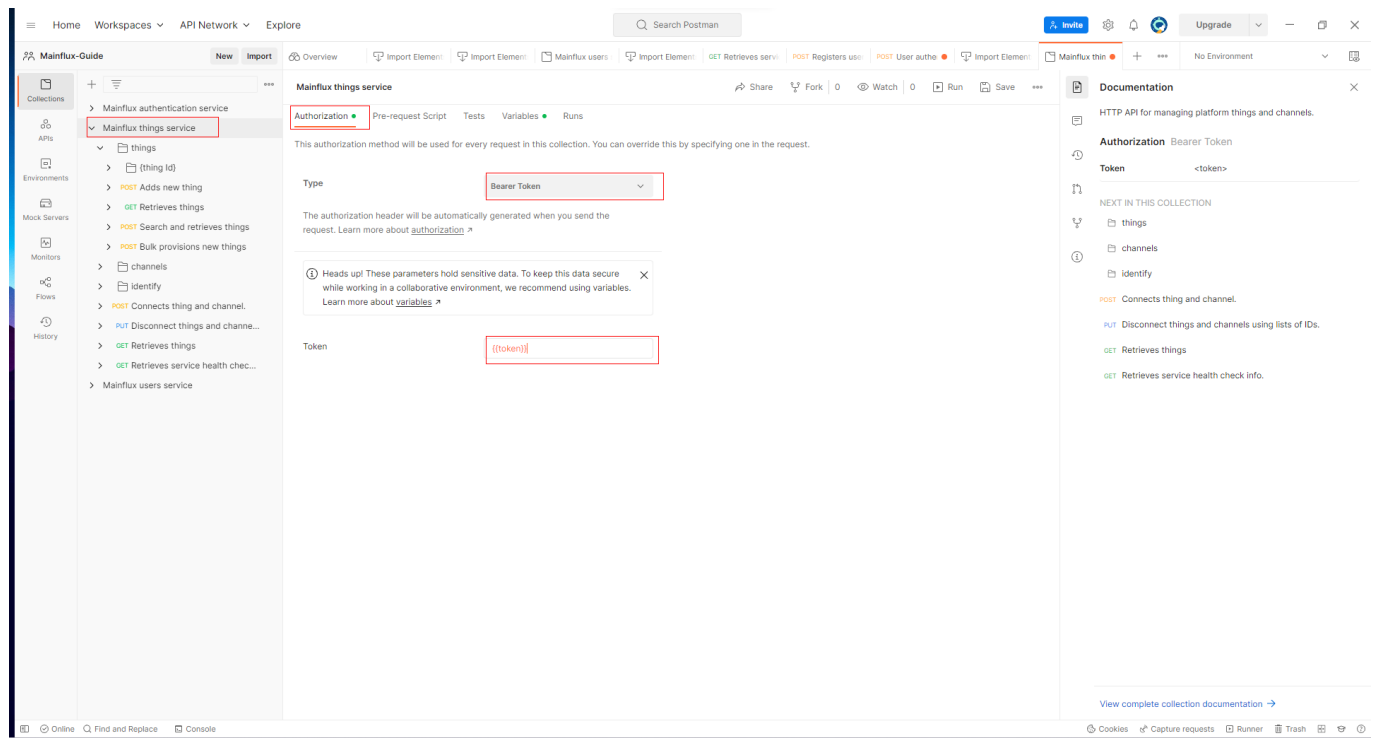 Home Workspaces API Network Explore Search Postman Invite Upgrade
Mainflux-Guide New Import Overview Import Element Import Element Mainflux users Import Element GET Retrieves servi POST Registers use POST User authe Import Element Mainflux thin No Environment
Collections
APIs
Environments
Mock Servers
Monitors
Flows
History
Mainflux authentication service
Mainflux things service
things
{thing Id}
POST Adds new thing
GET Retrieves things
POST Search and retrieves things
POST Bulk provisions new things
channels
identify
POST Connects thing and channel.
PUT Disconnect things and channe...
GET Retrieves things
GET Retrieves service health chec...
Mainflux users service
Mainflux things service Share Fork 0 Watch 0 Run Save
Authorization Pre-request Script Tests Variables Runs
This authorization method will be used for every request in this collection. You can override this by specifying one in the request.
Type Bearer Token
The authorization header will be automatically generated when you send the
request. Learn more about authorization
Heads up! These parameters hold sensitive data. To keep this data secure
while working in a collaborative environment, we recommend using variables.
Learn more about variables
Token {{token}}
Documentation
HTTP API for managing platform things and channels.
Authorization Bearer Token
Token <token>
NEXT IN THIS COLLECTION
things
channels
identify
POST Connects thing and channel.
PUT Disconnect things and channels using lists of IDs.
GET Retrieves things
GET Retrieves service health check info.
View complete collection documentation
Online Find and Replace Console Cookies Capture requests Runner Trash